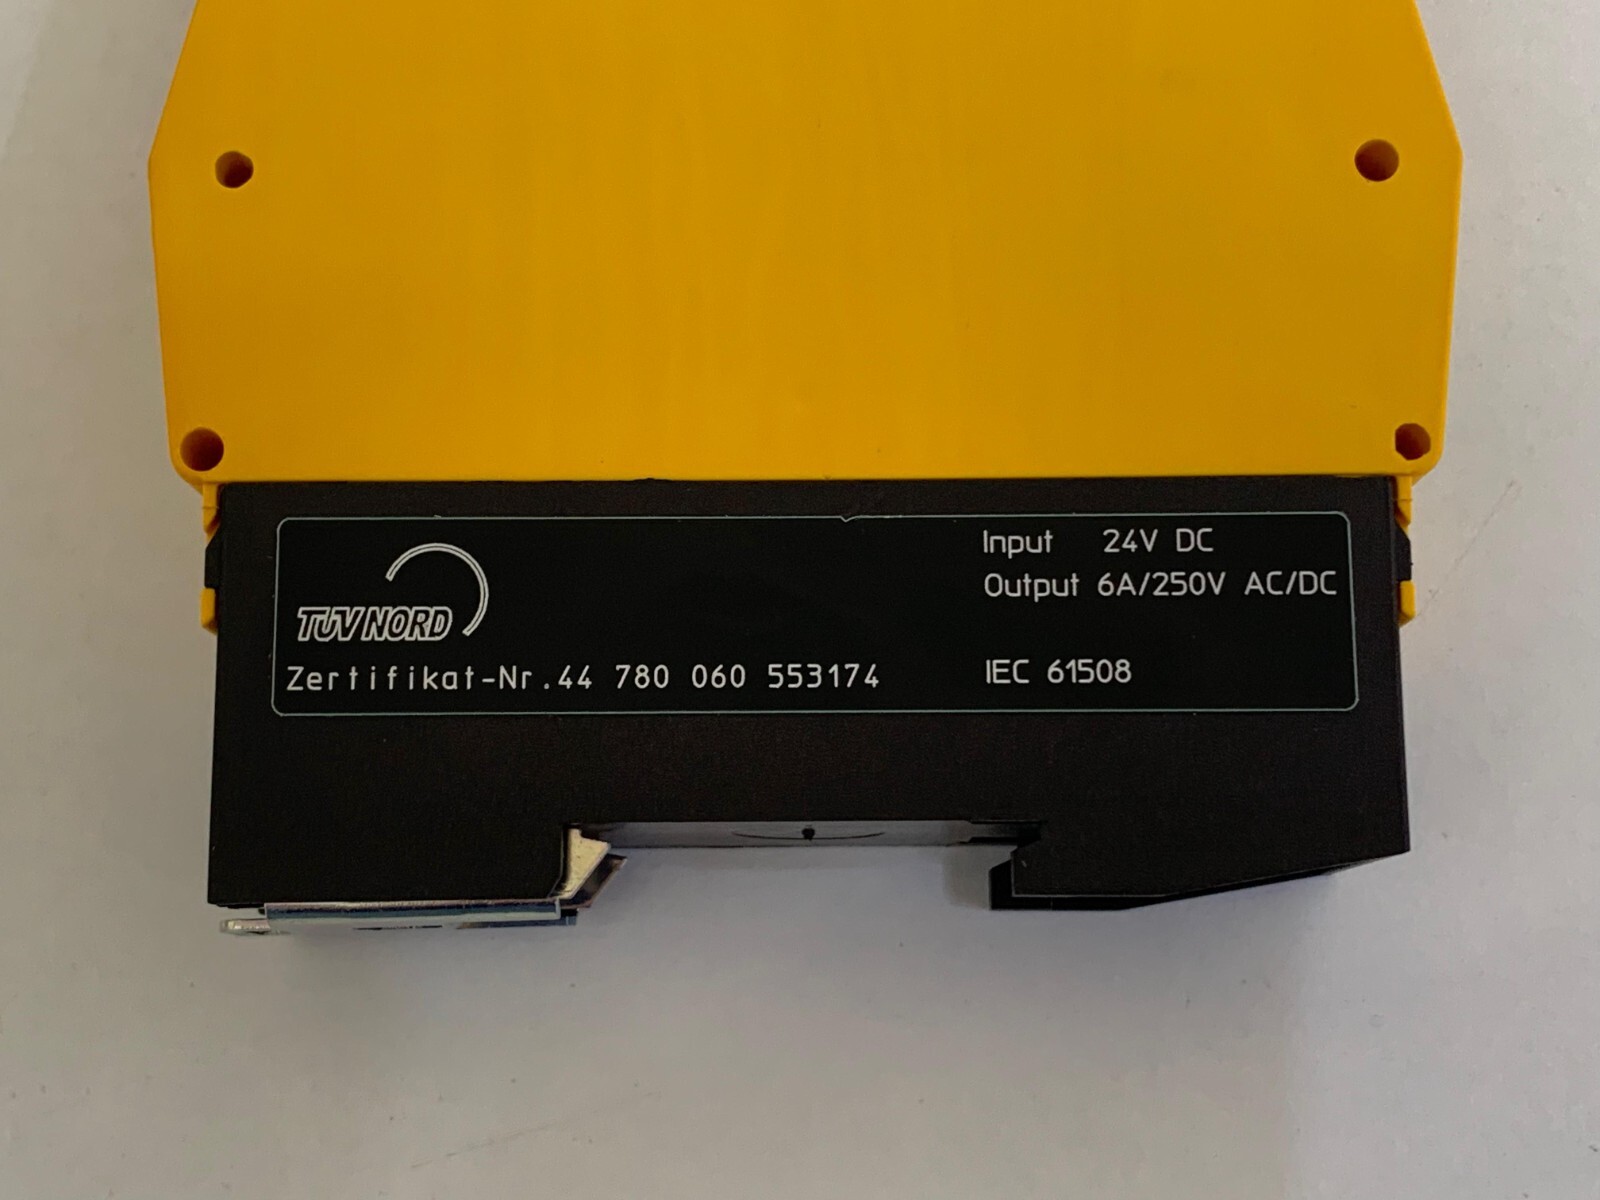 Input 24V DC
Output 6A/250V AC/DC
TÜV NORD
Zertifikat-Nr.44 780 060 553174
IEC 61508